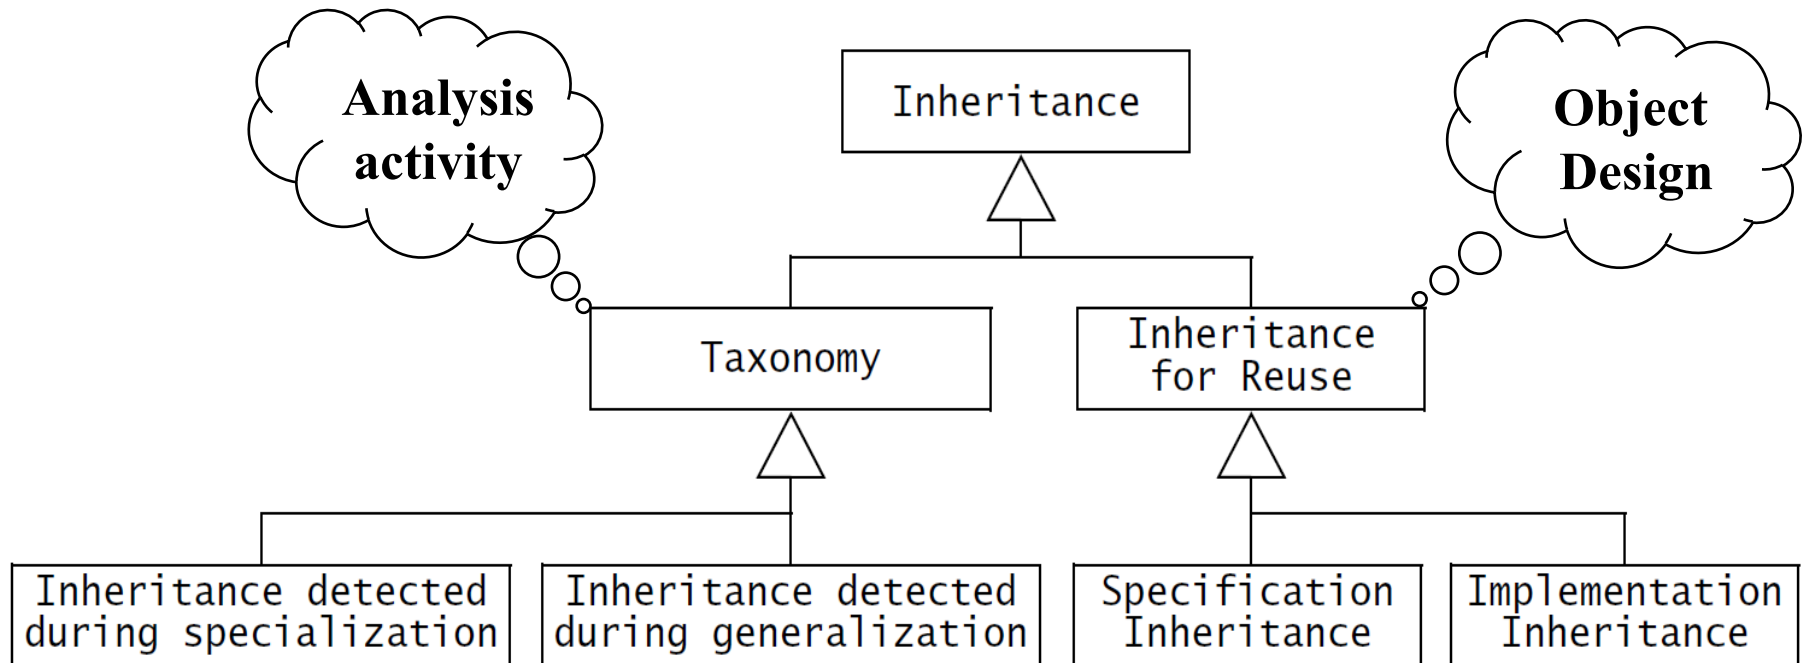 Analysis
activity
Inheritance
Object
Design
Taxonomy
Inheritance
for Reuse
Inheritance detected
during specialization
Inheritance detected
during generalization
Specification
Inheritance
Implementation
Inheritance